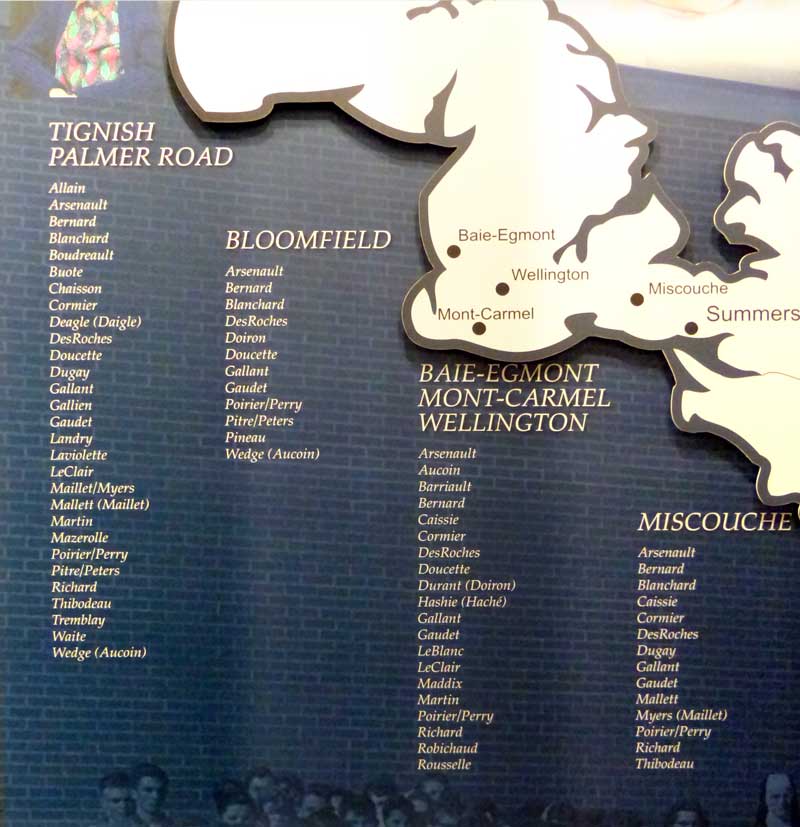 TIGNISH
PALMER ROAD
Allain
Arsenault
Bernard
Blanchard
Boudreault
Buote
Chaisson
Cormier
Deagle (Daigle)
DesRoches
Doucette
Dugay
Gallant
Gallien
Gaudet
Landry
Laviolette
LeClair
Maillet/Myers
Mallett (Maillet)
Martin
Mazerolle
Poirier/Perry
Pitre/Peters
Richard
Thibodeau
Tremblay
Waite
Wedge (Aucoin)
BLOOMFIELD
Arsenault
Bernard
Blanchard
DesRoches
Doiron
Doucette
Gallant
Gaudet
Poirier/Perry
Pitre/Peters
Pineau
Wedge (Aucoin)
Baie-Egmont
Wellington
Mont-Carmel
Miscouche
Summers
BAIE-EGMONT
MONT-CARMEL
WELLINGTON
Arsenault
Aucoin
Barriault
Bernard
Caissie
Cormier
DesRoches
Doucette
Durant (Doiron)
Hashie (Haché)
Gallant
Gaudet
LeBlanc
LeClair
Maddix
Martin
Poirier/Perry
Richard
Robichaud
Rousselle
MISCOUCHE
Arsenault
Bernard
Blanchard
Caissie
Cormier
DesRoches
Dugay
Gallant
Gaudet
Mallett
Myers (Maillet)
Poirier/Perry
Richard
Thibodeau